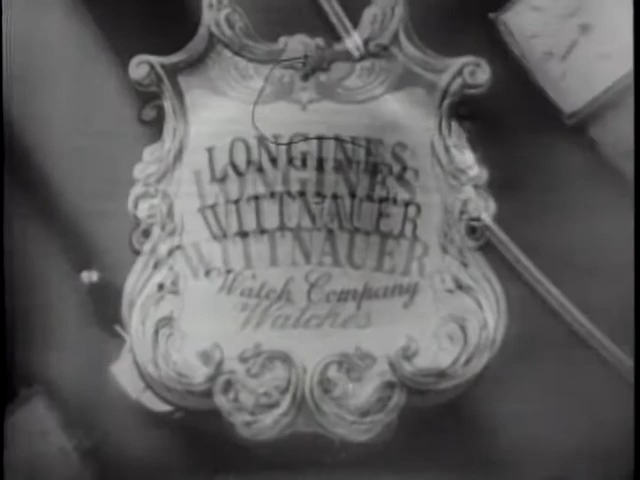 LONGINES
LONGINES
WITTNAUER
WITTNAUER
Watch Company
Watches